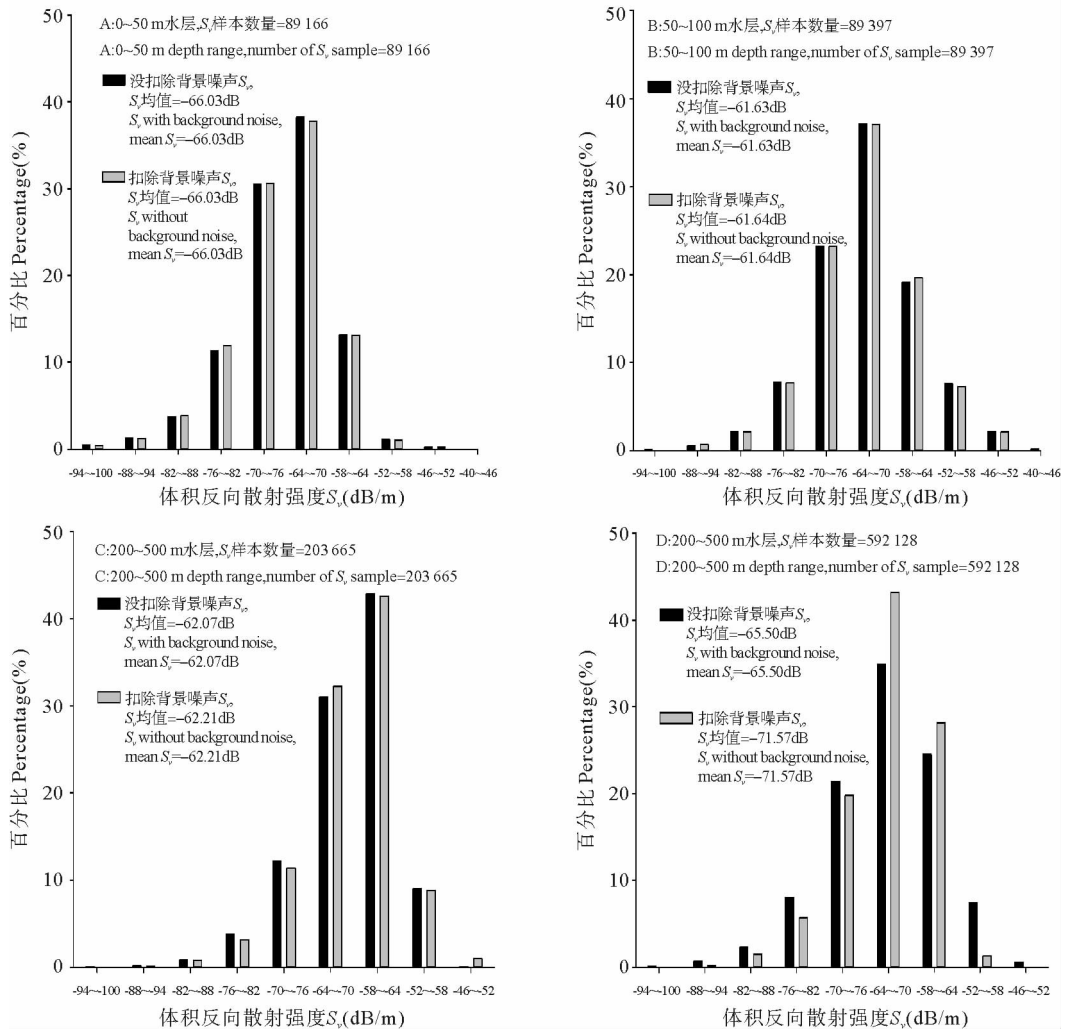 A:0~50 m水层,Sv样本数量=89 166
A:0~50 m depth range,number of Sv sample=89 166
没扣除背景噪声Sv,
Sv均值=–66.03dB
Sv with background noise,
mean Sv=–66.03dB
扣除背景噪声Sv,
Sv均值=–66.03dB
Sv without
background noise,
mean Sv=–66.03dB
50
40
30
20
10
0
百分比 Percentage(%)
-94~-100 -88~-94 -82~-88 -76~-82 -70~-76 -64~-70 -58~-64 -52~-58 -46~-52 -40~-46
体积反向散射强度Sv(dB/m)
B:50~100 m水层,Sv样本数量=89 397
B:50~100 m depth range,number of Sv sample=89 397
没扣除背景噪声Sv,
Sv均值=–61.63dB
Sv with background noise,
mean Sv=–61.63dB
扣除背景噪声Sv,
Sv均值=–61.64dB
Sv without background noise,
mean Sv=–61.64dB
50
40
30
20
10
0
百分比 Percentage(%)
-94~-100 -88~-94 -82~-88 -76~-82 -70~-76 -64~-70 -58~-64 -52~-58 -46~-52 -40~-46
体积反向散射强度Sv(dB/m)
C:200~500 m水层,Sv样本数量=203 665
C:200~500 m depth range,number of Sv sample=203 665
没扣除背景噪声Sv,
Sv均值=–62.07dB
Sv with background noise,
mean Sv=–62.07dB
扣除背景噪声Sv,
Sv均值=–62.21dB
Sv without background noise,
mean Sv=–62.21dB
50
40
30
20
10
0
百分比 Percentage(%)
-94~-100 -88~-94 -82~-88 -76~-82 -70~-76 -64~-70 -58~-64 -52~-58 -46~-52
体积反向散射强度Sv(dB/m)
D:200~500 m水层,Sv样本数量=592 128
D:200~500 m depth range,number of Sv sample=592 128
没扣除背景噪声Sv,
Sv均值=–65.50dB
Sv with background noise,
mean Sv=–65.50dB
扣除背景噪声Sv,
Sv均值=–71.57dB
Sv without background noise,
mean Sv=–71.57dB
50
40
30
20
10
0
百分比 Percentage(%)
-94~-100 -88~-94 -82~-88 -76~-82 -70~-76 -64~-70 -58~-64 -52~-58 -46~-52
体积反向散射强度Sv(dB/m)